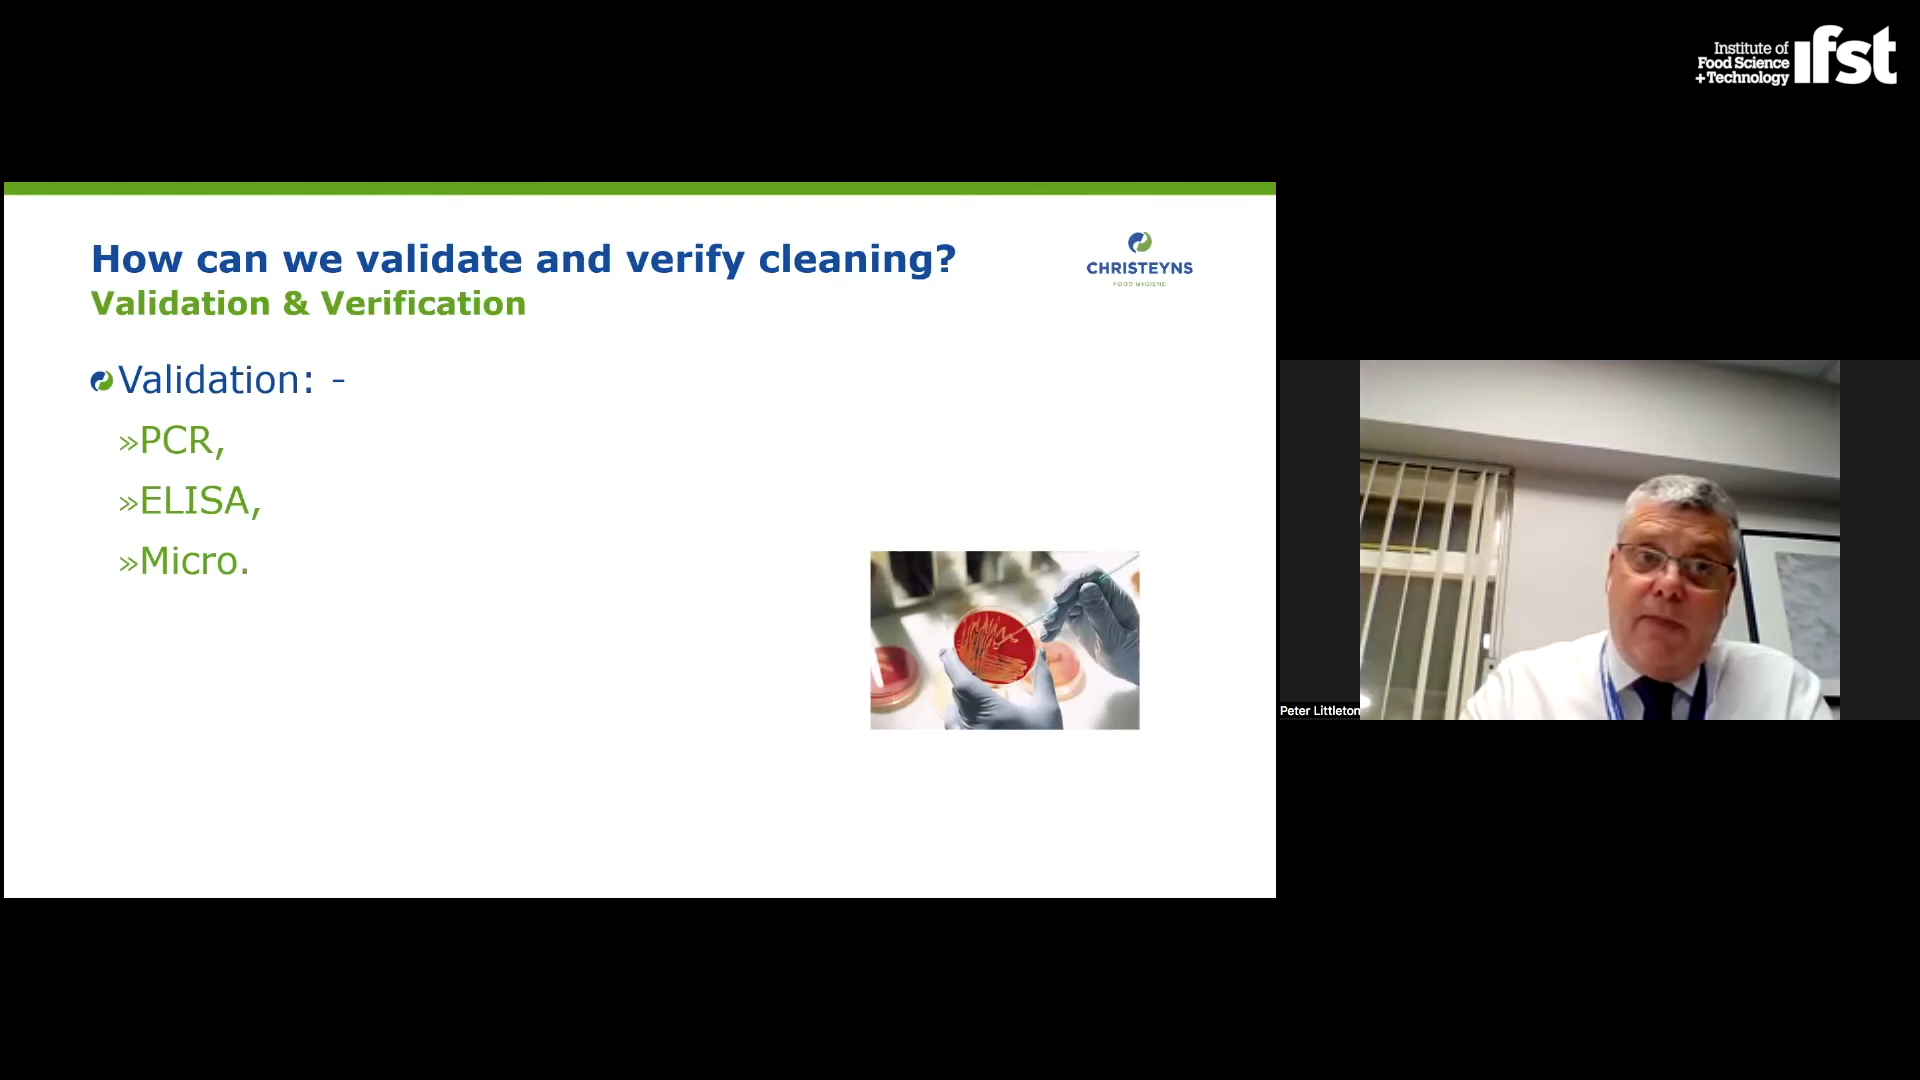 Institute of
Food Science
+Technology
ifst
How can we validate and verify cleaning?
Validation & Verification
CHRISTEYNS
FOOD HYGIENE
Validation: -
»PCR,
»ELISA,
»Micro.
Peter Littleton